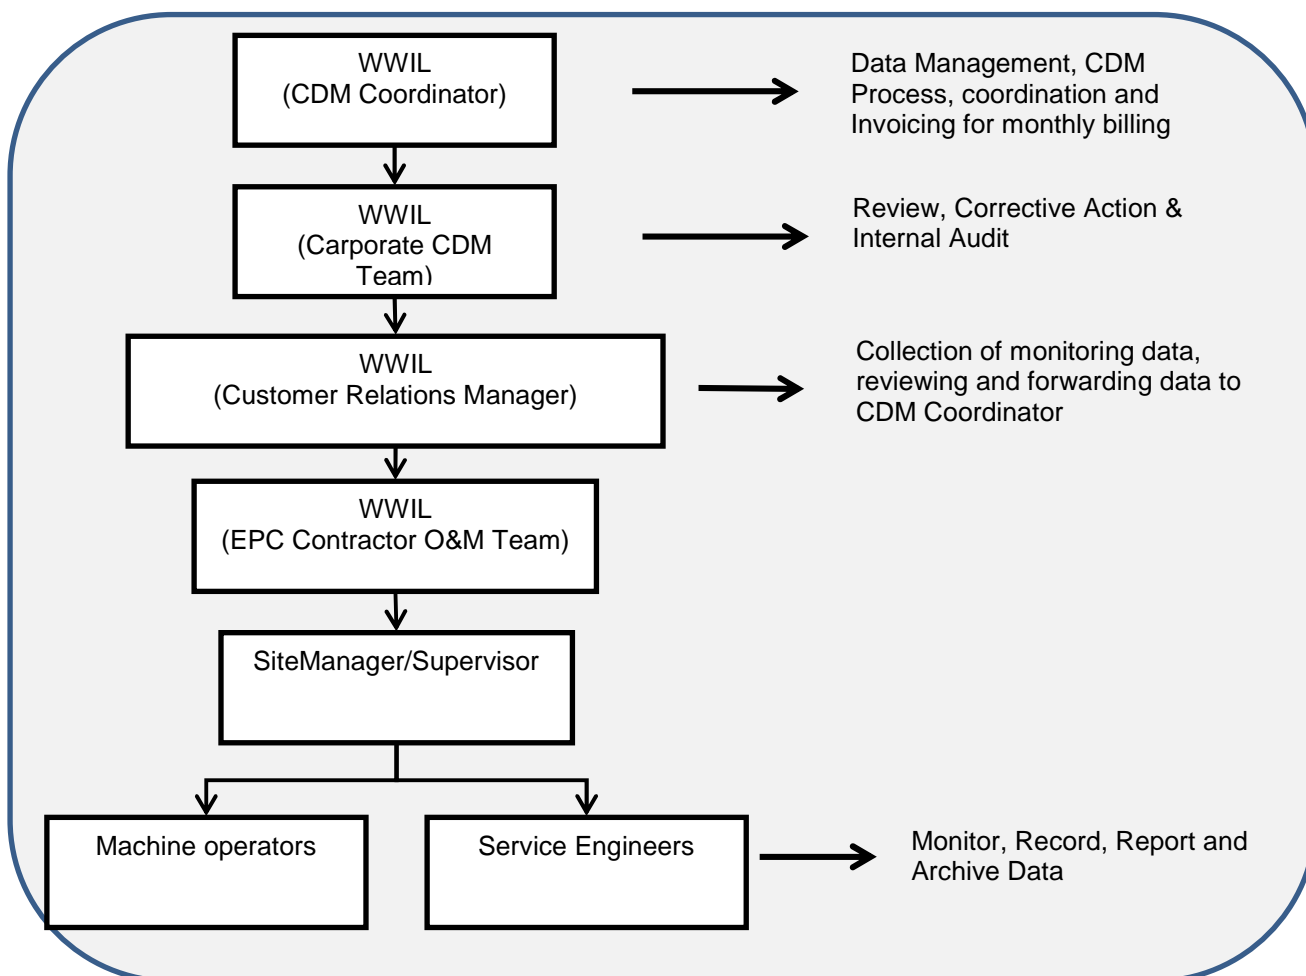 WWIL
(CDM Coordinator)
Data Management, CDM
Process, coordination and
Invoicing for monthly billing
WWIL
(Carporate CDM
Team)
Review, Corrective Action &
Internal Audit
WWIL
(Customer Relations Manager)
Collection of monitoring data,
reviewing and forwarding data to
CDM Coordinator
WWIL
(EPC Contractor O&M Team)
SiteManager/Supervisor
Machine operators
Service Engineers
Monitor, Record, Report and
Archive Data